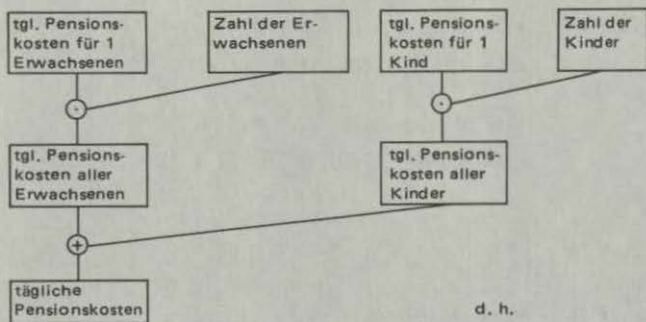 tgl. Pensions-
kosten für 1
Erwachsenen
Zahl der Er-
wachsenen
tgl. Pensions-
kosten für 1
Kind
Zahl der
Kinder
·
·
tgl. Pensions-
kosten aller
Erwachsenen
tgl. Pensions-
kosten aller
Kinder
+
tägliche
Pensionskosten
d. h.